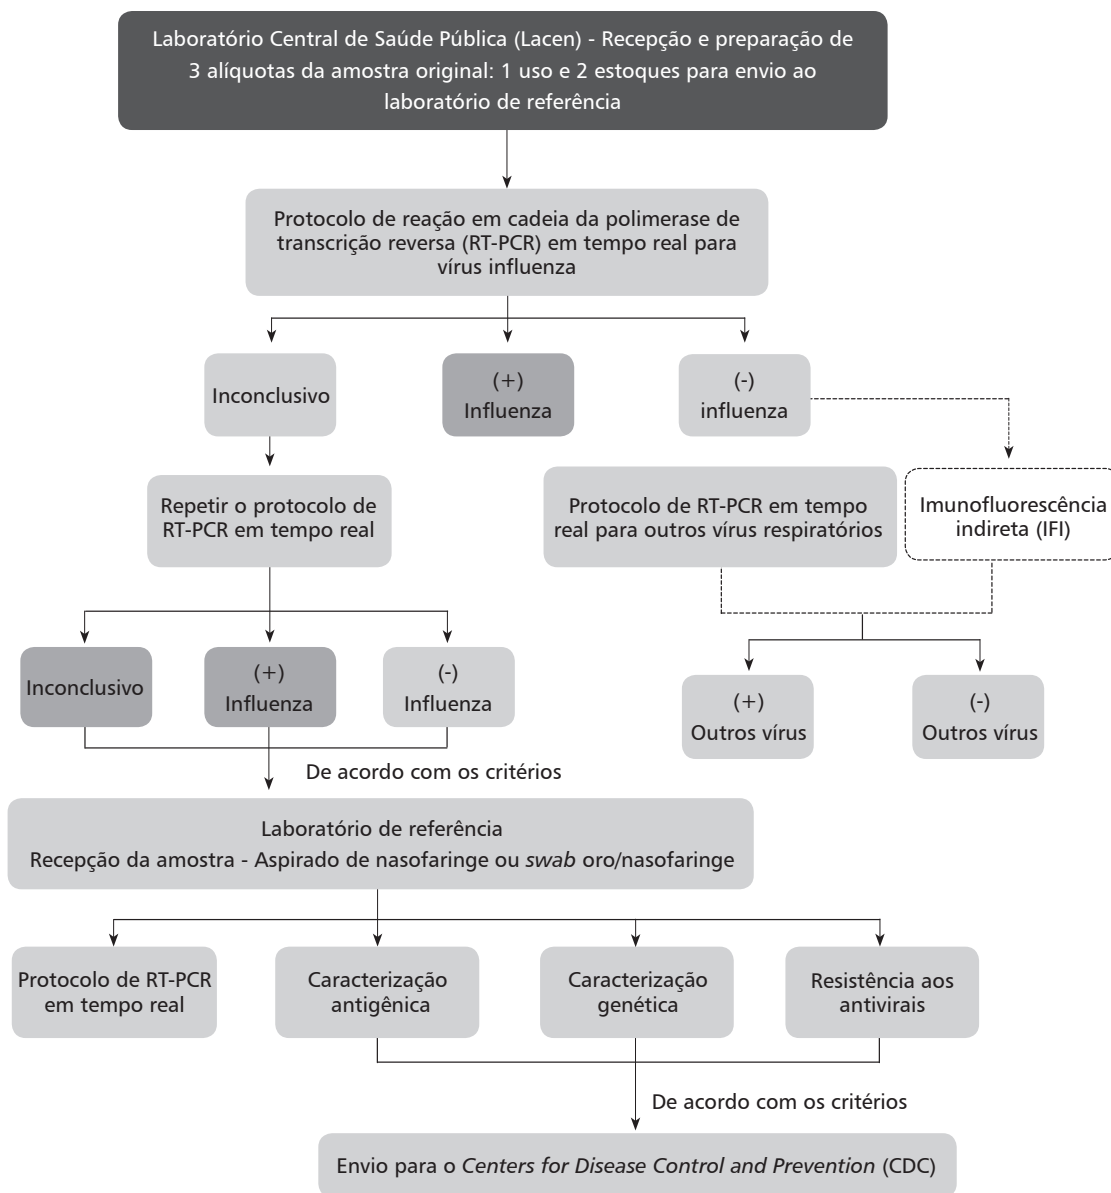 Laboratório Central de Saúde Pública (Lacen) - Recepção e preparação de
3 alíquotas da amostra original: 1 uso e 2 estoques para envio ao
laboratório de referência
Protocolo de reação em cadeia da polimerase de
transcrição reversa (RT-PCR) em tempo real para
vírus influenza
Inconclusivo
(+)
Influenza
(-)
influenza
Repetir o protocolo de
RT-PCR em tempo real
Protocolo de RT-PCR em tempo
real para outros vírus respiratórios
Imunofluorescência
indireta (IFI)
Inconclusivo
(+)
Influenza
(-)
Influenza
(+)
Outros vírus
(-)
Outros vírus
De acordo com os critérios
Laboratório de referência
Recepção da amostra - Aspirado de nasofaringe ou swab oro/nasofaringe
Protocolo de RT-PCR
em tempo real
Caracterização
antigênica
Caracterização
genética
Resistência aos
antivirais
De acordo com os critérios
Envio para o Centers for Disease Control and Prevention (CDC)